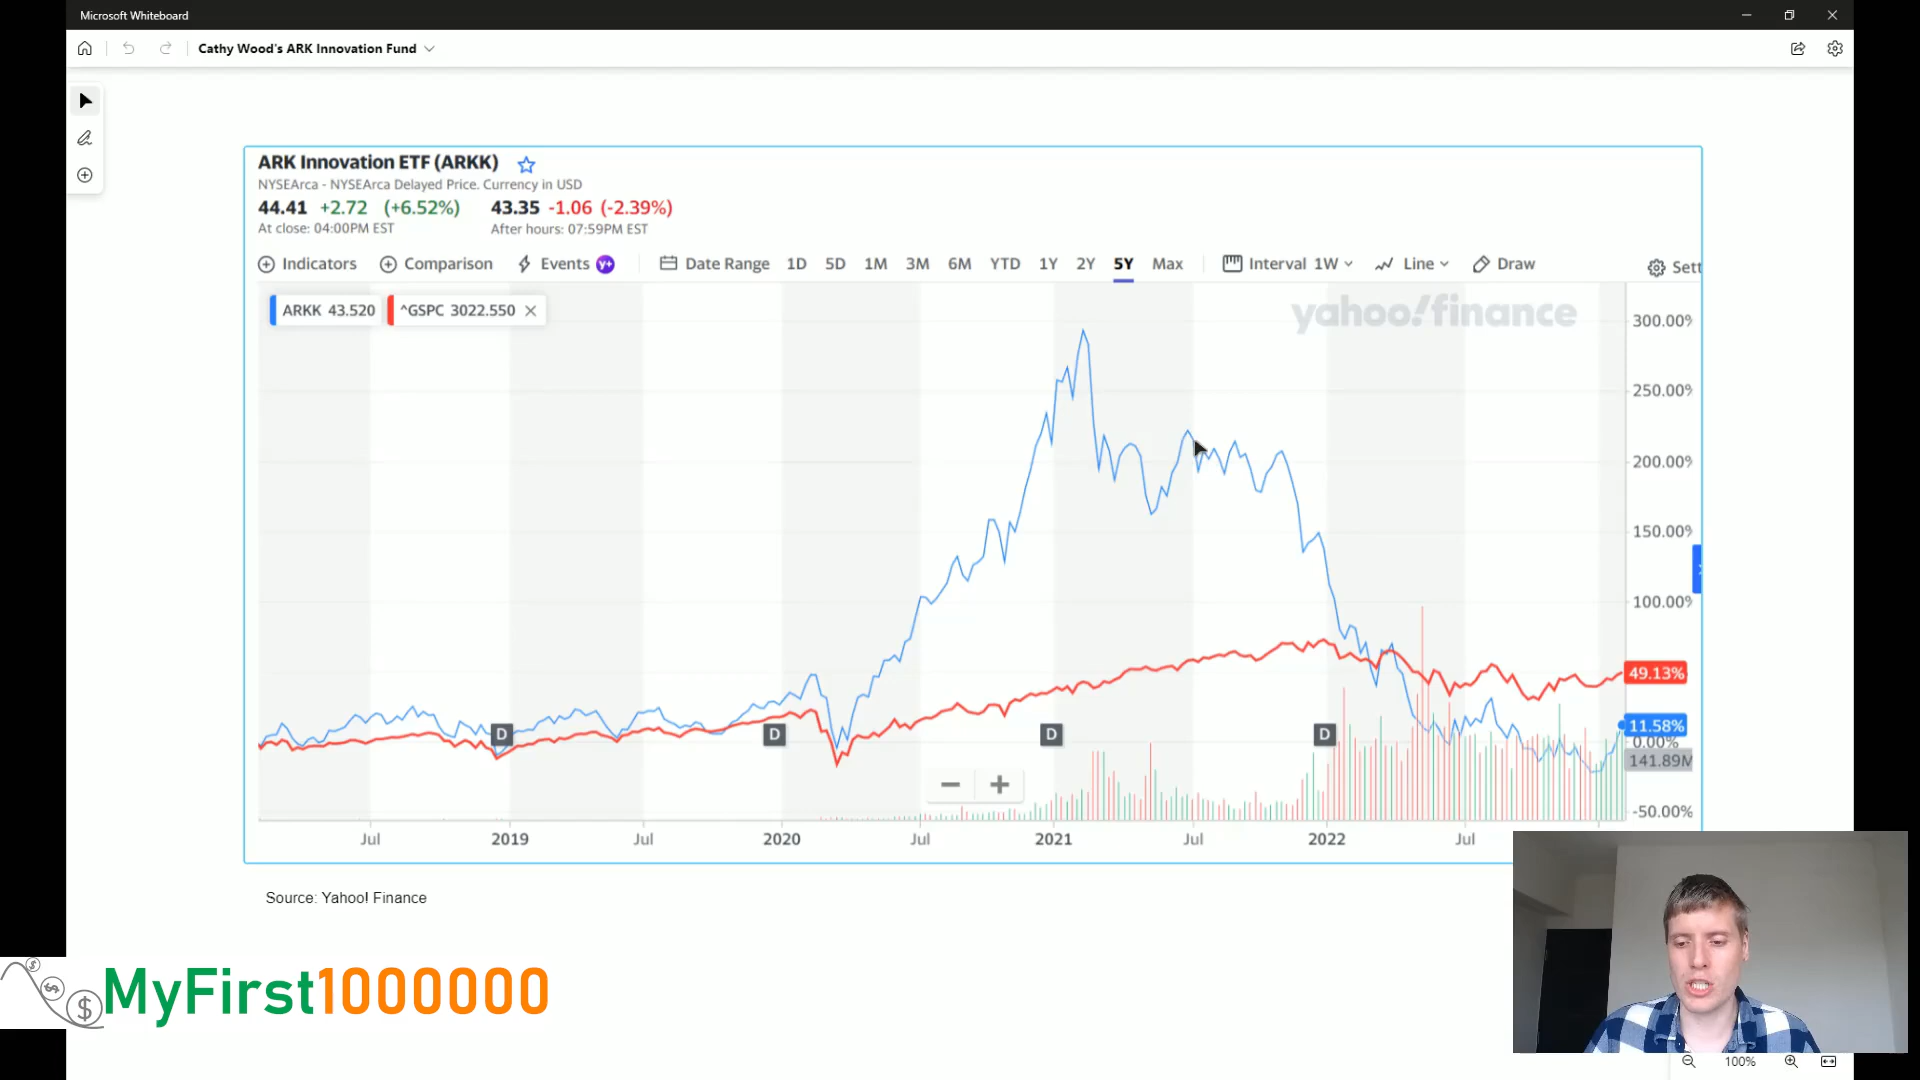 Microsoft Whiteboard
Cathy Wood's ARK Innovation Fund
ARK Innovation ETF (ARKK)
NYSEArca - NYSEArca Delayed Price. Currency in USD
44.41 +2.72 (+6.52%) 43.35 -1.06 (-2.39%)
At close: 04:00PM EST After hours: 07:59PM EST
Indicators Comparison Events Y+ Date Range 1D 5D 1M 3M 6M YTD 1Y 2Y 5Y Max Interval 1W Line Draw Sett
ARKK 43.520 ^GSPC 3022.550
yahoo!finance
300.00%
250.00%
200.00%
150.00%
100.00%
49.13%
11.58%
0.00%
141.89M
-50.00%
D D D D
Jul 2019 Jul 2020 Jul 2021 Jul 2022 Jul
Source: Yahoo! Finance
MyFirst1000000
100%